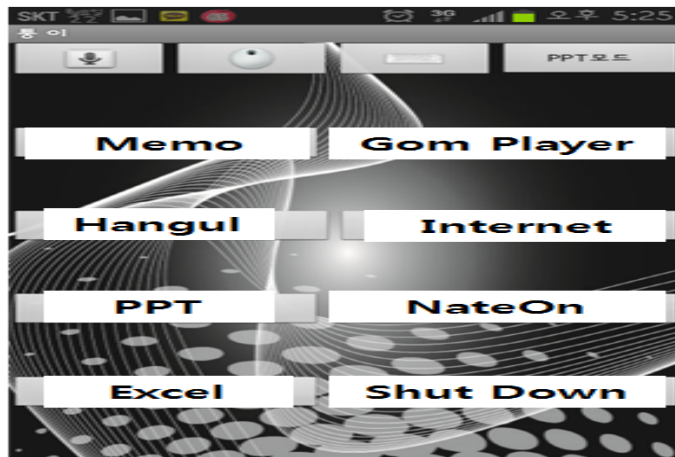 SKT 3G 오후 5:25
통이
PPT모드
Memo Gom Player
Hangul Internet
PPT NateOn
Excel Shut Down